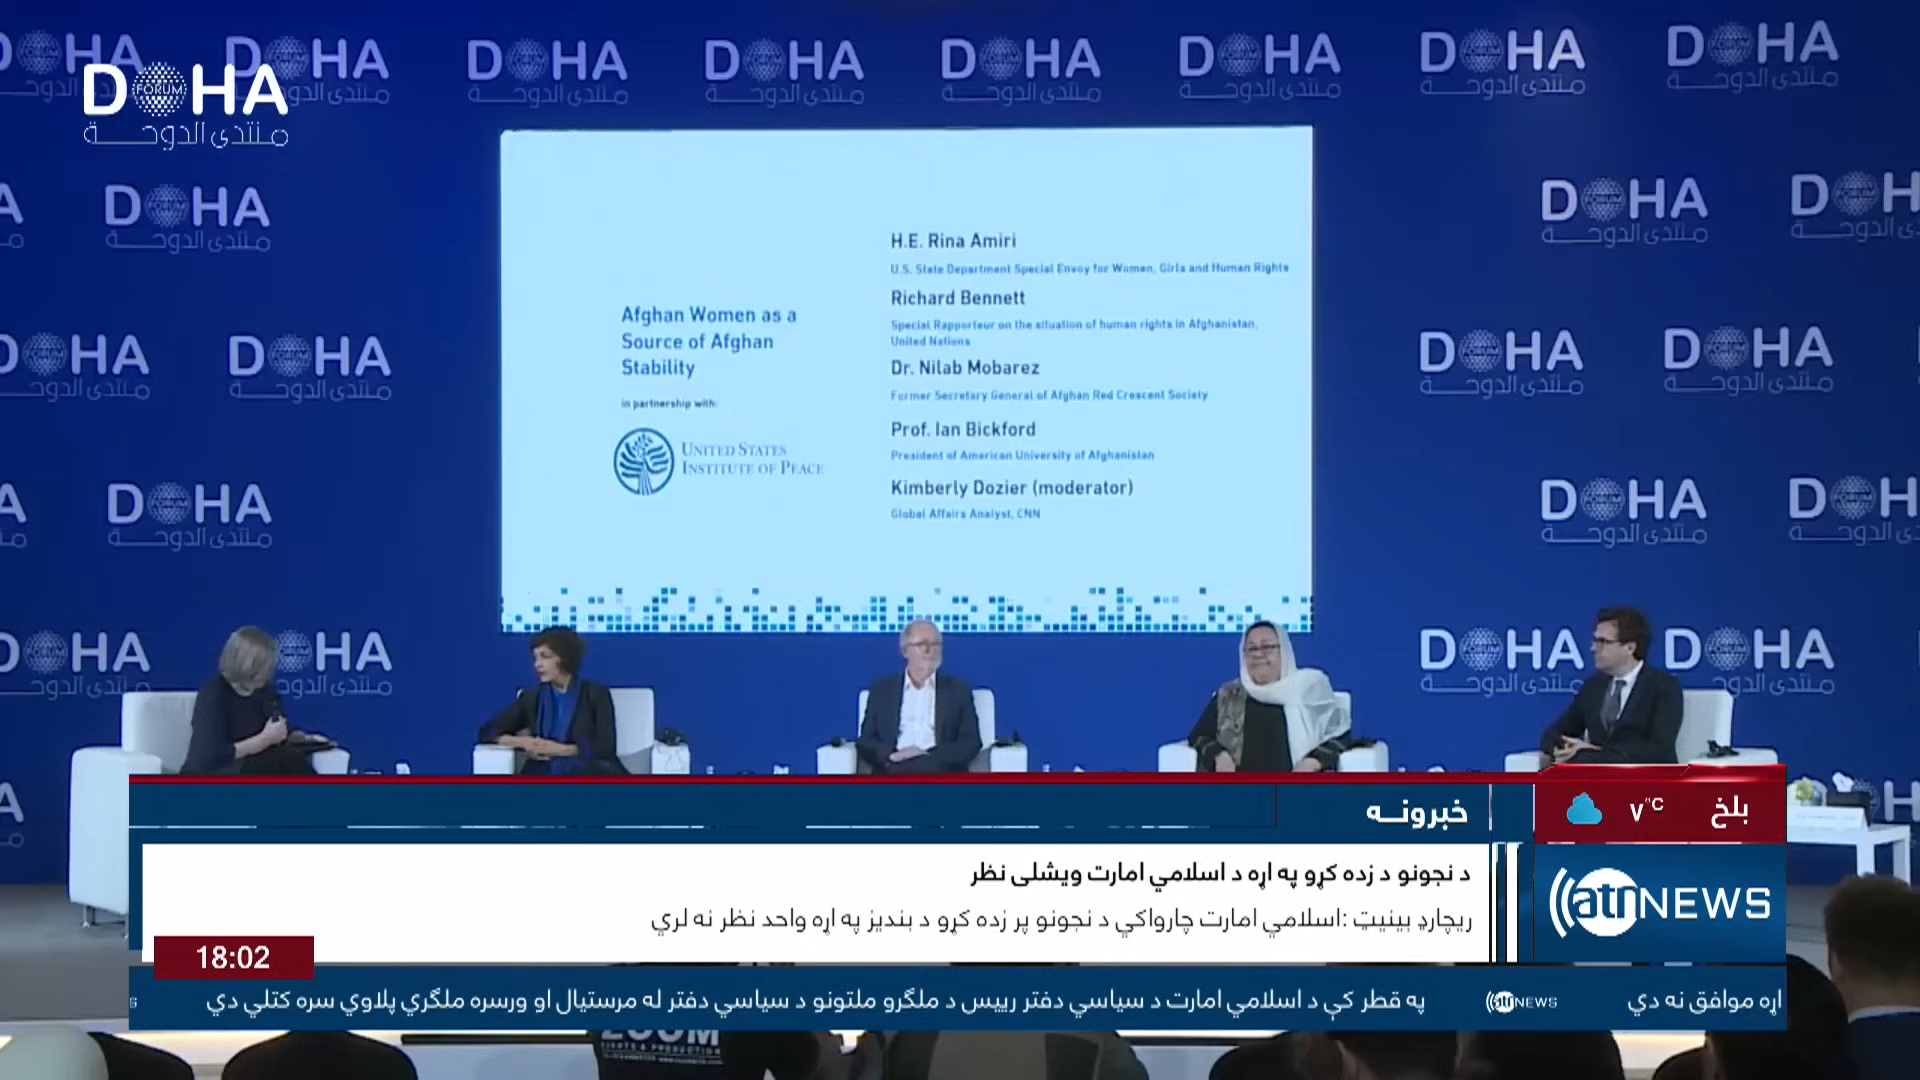 DOHA
FORUM
منتدى الدوحة
Afghan Women as a
Source of Afghan
Stability
in partnership with:
UNITED STATES
INSTITUTE OF PEACE
H.E. Rina Amiri
U.S. State Department Special Envoy for Women, Girls and Human Rights
Richard Bennett
Special Rapporteur on the situation of human rights in Afghanistan,
United Nations
Dr. Nilab Mobarez
Former Secretary General of Afghan Red Crescent Society
Prof. Ian Bickford
President of American University of Afghanistan
Kimberly Dozier (moderator)
Global Affairs Analyst, CNN
خبرونه
بلخ ۷°C
د نجونو د زده کړو په اړه د اسلامي امارت ویشلی نظر
ریچارډ بینیټ :اسلامي امارت چارواکي د نجونو پر زده کړو د بندیز په اړه واحد نظر نه لري
atn NEWS
18:02
اړه موافق نه دي
atn NEWS
په قطر کې د اسلامي امارت د سیاسي دفتر رییس د ملګرو ملتونو د سیاسي دفتر له مرستیال او ورسره ملګري پلاوي سره کتلي دي
ZOOM